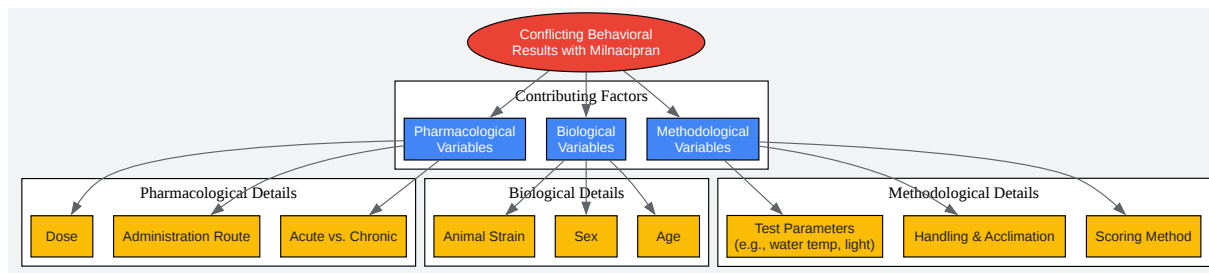 Conflicting Behavioral
Results with Milnacipran
Contributing Factors
Pharmacological
Variables
Biological
Variables
Methodological
Variables
Pharmacological Details
Dose
Administration Route
Acute vs. Chronic
Biological Details
Animal Strain
Sex
Age
Methodological Details
Test Parameters
(e.g., water temp, light)
Handling & Acclimation
Scoring Method